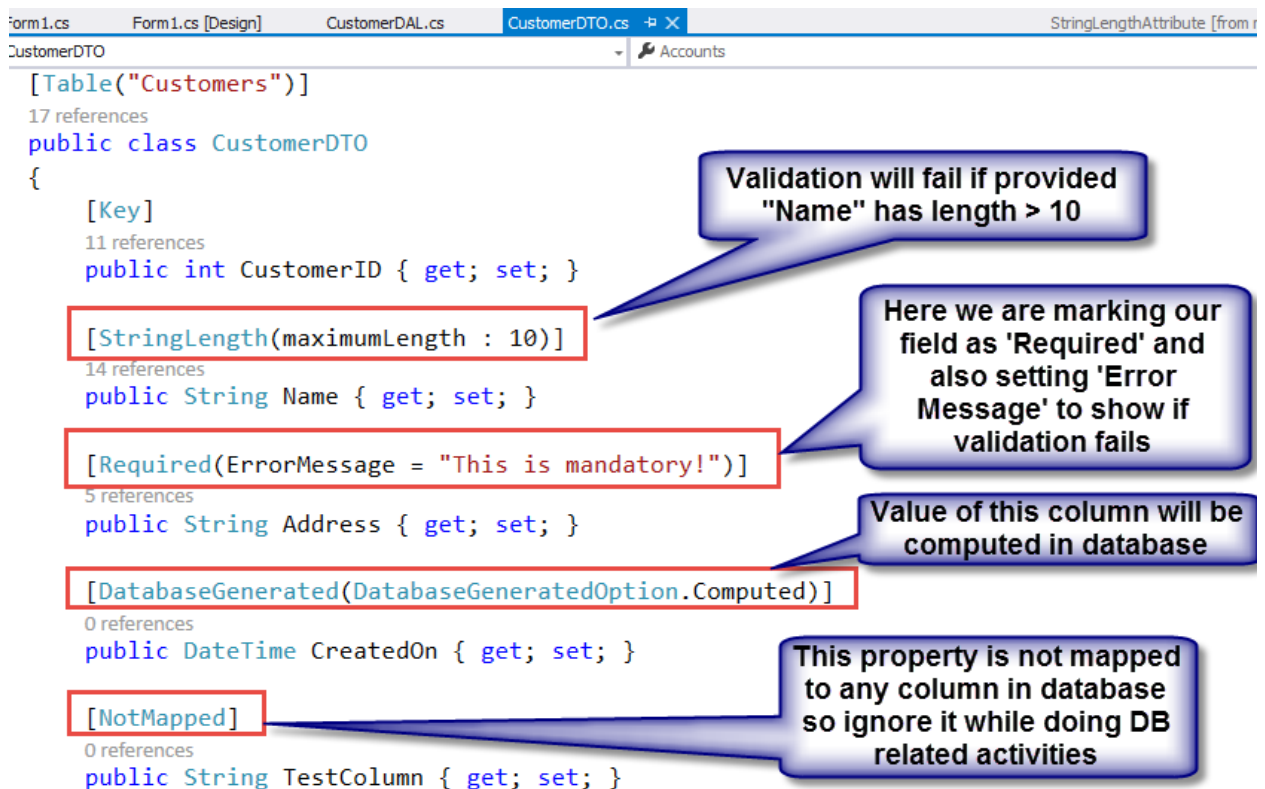 Form1.cs Form1.cs [Design] CustomerDAL.cs CustomerDTO.cs StringLengthAttribute [from
CustomerDTO Accounts
[Table("Customers")]
17 references
public class CustomerDTO
{
[Key]
11 references
public int CustomerID { get; set; }
[StringLength(maximumLength : 10)]
14 references
public String Name { get; set; }
[Required(ErrorMessage = "This is mandatory!")]
5 references
public String Address { get; set; }
[DatabaseGenerated(DatabaseGeneratedOption.Computed)]
0 references
public DateTime CreatedOn { get; set; }
[NotMapped]
0 references
public String TestColumn { get; set; }
Validation will fail if provided
"Name" has length > 10
Here we are marking our
field as 'Required' and
also setting 'Error
Message' to show if
validation fails
Value of this column will be
computed in database
This property is not mapped
to any column in database
so ignore it while doing DB
related activities